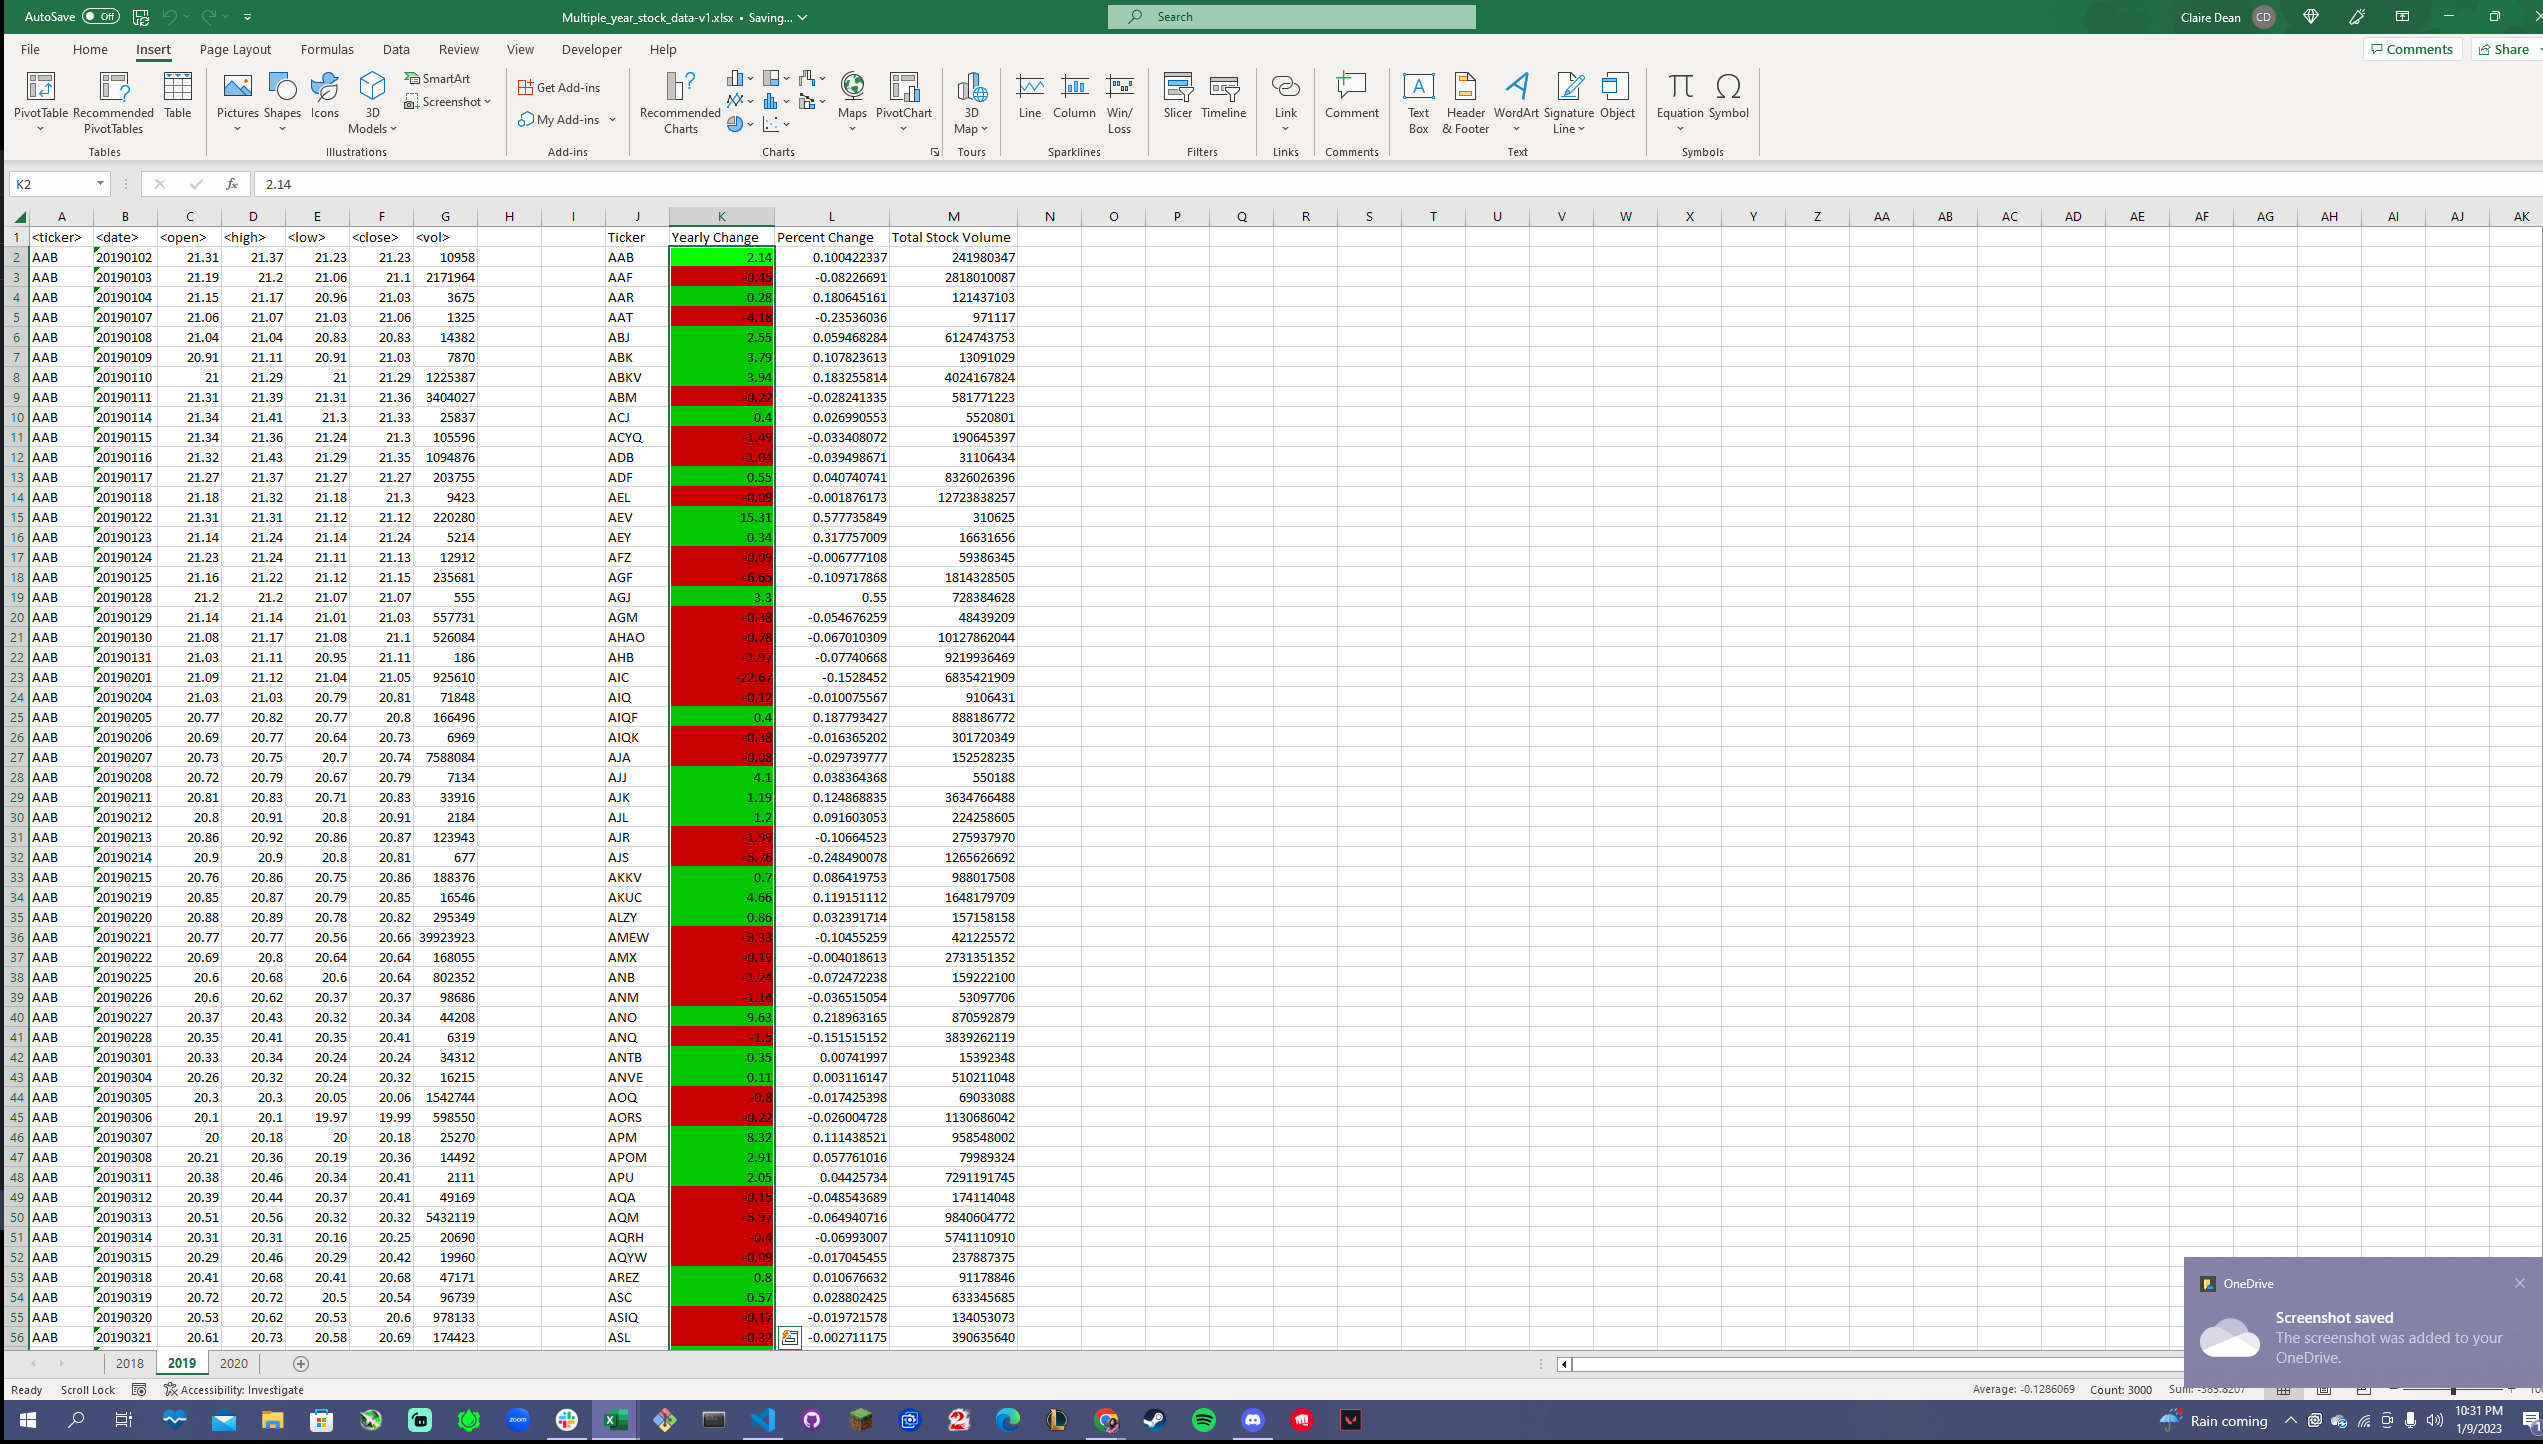 AutoSave Off Multiple_year_stock_data-v1.xlsx • Saving... Search Claire Dean CD
File Home Insert Page Layout Formulas Data Review View Developer Help Comments Share
PivotTable Recommended PivotTables Table Pictures Shapes Icons 3D Models SmartArt Screenshot Get Add-ins My Add-ins Recommended Charts Maps PivotChart 3D Map Line Column Win/Loss Slicer Timeline Link Comment Text Box Header & Footer WordArt Signature Line Object Equation Symbol
Tables Illustrations Add-ins Charts Tours Sparklines Filters Links Comments Text Symbols
K2 fx 2.14
A B C D E F G H I J K L M N O P Q R S T U V W X Y Z AA AB AC AD AE AF AG AH AI AJ AK
1 <ticker> <date> <open> <high> <low> <close> <vol> Ticker Yearly Change Percent Change Total Stock Volume
2 AAB 20190102 21.31 21.37 21.23 21.23 10958 AAB 2.14 0.100422337 241980347
3 AAB 20190103 21.19 21.2 21.06 21.1 2171964 AAF -0.45 -0.08226691 2818010087
4 AAB 20190104 21.15 21.17 20.96 21.03 3675 AAR 0.28 0.180645161 121437103
5 AAB 20190107 21.06 21.07 21.03 21.06 1325 AAT -4.18 -0.23536036 971117
6 AAB 20190108 21.04 21.04 20.83 20.83 14382 ABJ 2.55 0.059468284 6124743753
7 AAB 20190109 20.91 21.11 20.91 21.03 7870 ABK 3.79 0.107823613 13091029
8 AAB 20190110 21 21.29 21 21.29 1225387 ABKV 3.94 0.183255814 4024167824
9 AAB 20190111 21.31 21.39 21.31 21.36 3404027 ABM -0.22 -0.028241335 581771223
10 AAB 20190114 21.34 21.41 21.3 21.33 25837 ACJ 0.4 0.026990553 5520801
11 AAB 20190115 21.34 21.36 21.24 21.3 105596 ACYQ -1.49 -0.033408072 190645397
12 AAB 20190116 21.32 21.43 21.29 21.35 1094876 ADB -1.04 -0.039498671 31106434
13 AAB 20190117 21.27 21.37 21.27 21.27 203755 ADF 0.55 0.040740741 8326026396
14 AAB 20190118 21.18 21.32 21.18 21.3 9423 AEL -0.09 -0.001876173 12723838257
15 AAB 20190122 21.31 21.31 21.12 21.12 220280 AEV 15.31 0.577735849 310625
16 AAB 20190123 21.14 21.24 21.14 21.24 5214 AEY 0.34 0.317757009 16631656
17 AAB 20190124 21.23 21.24 21.11 21.13 12912 AFZ -0.09 -0.006777108 59386345
18 AAB 20190125 21.16 21.22 21.12 21.15 235681 AGF -6.65 -0.109717868 1814328505
19 AAB 20190128 21.2 21.2 21.07 21.07 555 AGJ 3.3 0.55 728384628
20 AAB 20190129 21.14 21.14 21.01 21.03 557731 AGM -0.38 -0.054676259 48439209
21 AAB 20190130 21.08 21.17 21.08 21.1 526084 AHAO -0.78 -0.067010309 10127862044
22 AAB 20190131 21.03 21.11 20.95 21.11 186 AHB -1.97 -0.07740668 9219936469
23 AAB 20190201 21.09 21.12 21.04 21.05 925610 AIC -22.67 -0.1528452 6835421909
24 AAB 20190204 21.03 21.03 20.79 20.81 71848 AIQ -0.12 -0.010075567 9106431
25 AAB 20190205 20.77 20.82 20.77 20.8 166496 AIQF 0.4 0.187793427 888186772
26 AAB 20190206 20.69 20.77 20.64 20.73 6969 AIQK -0.38 -0.016365202 301720349
27 AAB 20190207 20.73 20.75 20.7 20.74 7588084 AJA -0.08 -0.029739777 152528235
28 AAB 20190208 20.72 20.79 20.67 20.79 7134 AJJ 4.1 0.038364368 550188
29 AAB 20190211 20.81 20.83 20.71 20.83 33916 AJK 1.19 0.124868835 3634766488
30 AAB 20190212 20.8 20.91 20.8 20.91 2184 AJL 1.2 0.091603053 224258605
31 AAB 20190213 20.86 20.92 20.86 20.87 123943 AJR -1.99 -0.10664523 275937970
32 AAB 20190214 20.9 20.9 20.8 20.81 677 AJS -5.76 -0.248490078 1265626692
33 AAB 20190215 20.76 20.86 20.75 20.86 188376 AKKV 0.7 0.086419753 988017508
34 AAB 20190219 20.85 20.87 20.79 20.85 16546 AKUC 4.66 0.119151112 1648179709
35 AAB 20190220 20.88 20.89 20.78 20.82 295349 ALZY 0.86 0.032391714 157158158
36 AAB 20190221 20.77 20.77 20.56 20.66 39923923 AMEW -3.33 -0.10455259 421225572
37 AAB 20190222 20.69 20.8 20.64 20.64 168055 AMX -0.19 -0.004018613 2731351352
38 AAB 20190225 20.6 20.68 20.6 20.64 802352 ANB -1.24 -0.072472238 159222100
39 AAB 20190226 20.6 20.62 20.37 20.37 98686 ANM -1.14 -0.036515054 53097706
40 AAB 20190227 20.37 20.43 20.32 20.34 44208 ANO 9.63 0.218963165 870592879
41 AAB 20190228 20.35 20.41 20.35 20.41 6319 ANQ -1.5 -0.151515152 3839262119
42 AAB 20190301 20.33 20.34 20.24 20.24 34312 ANTB 0.35 0.00741997 15392348
43 AAB 20190304 20.26 20.32 20.24 20.32 16215 ANVE 0.11 0.003116147 510211048
44 AAB 20190305 20.3 20.3 20.05 20.06 1542744 AOQ -0.8 -0.017425398 69033088
45 AAB 20190306 20.1 20.1 19.97 19.99 598550 AORS -0.22 -0.026004728 1130686042
46 AAB 20190307 20 20.18 20 20.18 25270 APM 8.32 0.111438521 958548002
47 AAB 20190308 20.21 20.36 20.19 20.36 14492 APOM 2.91 0.057761016 79989324
48 AAB 20190311 20.38 20.46 20.34 20.41 2111 APU 2.05 0.04425734 7291191745
49 AAB 20190312 20.39 20.44 20.37 20.41 49169 AQA -0.15 -0.048543689 174114048
50 AAB 20190313 20.51 20.56 20.32 20.32 5432119 AQM -5.97 -0.064940716 9840604772
51 AAB 20190314 20.31 20.31 20.16 20.25 20690 AQRH -0.4 -0.06993007 5741110910
52 AAB 20190315 20.29 20.46 20.29 20.42 19960 AQYW -0.09 -0.017045455 237887375
53 AAB 20190318 20.41 20.68 20.41 20.68 47171 AREZ 0.8 0.010676632 91178846
54 AAB 20190319 20.72 20.72 20.5 20.54 96739 ASC 0.57 0.028802425 633345685
55 AAB 20190320 20.53 20.62 20.53 20.6 978133 ASIQ -0.17 -0.019721578 134053073
56 AAB 20190321 20.61 20.73 20.58 20.69 174423 ASL -0.32 -0.002711175 390635640
OneDrive
Screenshot saved
The screenshot was added to your
OneDrive.
2018 2019 2020
Ready Scroll Lock Accessibility: Investigate Average: -0.1286069 Count: 3000 Sum: -385.8207
zoom Rain coming 10:31 PM
1/9/2023